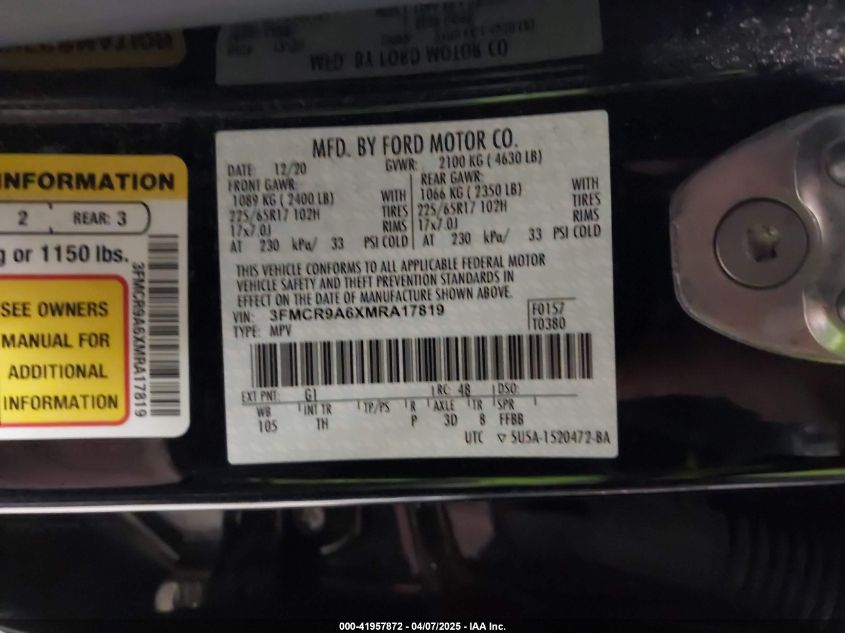 MFD. BY FORD MOTOR CO.
DATE: 12/20 GVWR: 2100 KG ( 4630 LB)
FRONT GAWR: REAR GAWR:
1089 KG ( 2400 LB) WITH 1066 KG ( 2350 LB) WITH
225/65R17 102H TIRES 225/65R17 102H TIRES
17x7.0J RIMS 17x7.0J RIMS
AT 230 kPa/ 33 PSI COLD AT 230 kPa/ 33 PSI COLD
THIS VEHICLE CONFORMS TO ALL APPLICABLE FEDERAL MOTOR
VEHICLE SAFETY AND THEFT PREVENTION STANDARDS IN
EFFECT ON THE DATE OF MANUFACTURE SHOWN ABOVE.
VIN: 3FMCR9A6XMRA17819 F0157
TYPE: MPV T0380
EXT PNT: G1 RC: 48 DSO:
WB INT TR TP/PS R AXLE TR SPR
105 TH P 3D 8 FFBB
UTC ▽ 5U5A-1520472-BA
INFORMATION
2 REAR: 3
g or 1150 lbs.
SEE OWNERS
MANUAL FOR
ADDITIONAL
INFORMATION
3FMCR9A6XMRA17819
MFD. BY FORD MOTOR CO
000-41957872 - 04/07/2025 - IAA Inc.